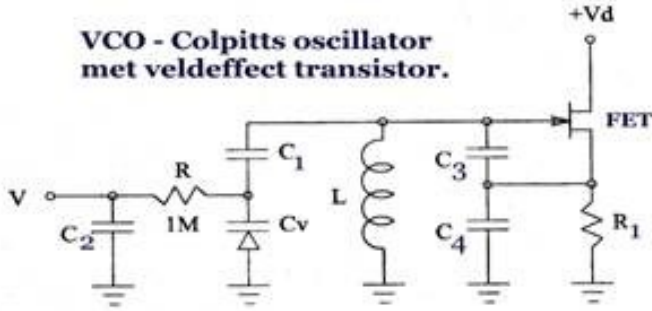 +Vd
VCO - Colpitts oscillator
met veldeffect transistor.
FET
C1
C3
R
V
L
C2
1M
Cv
C4
R1